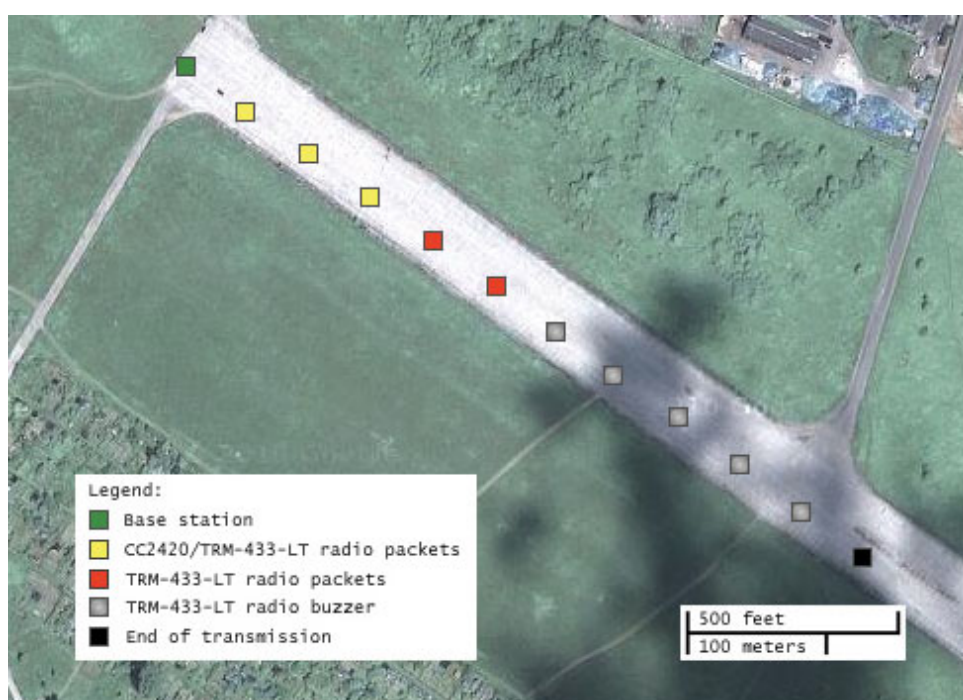 Legend:
Base station
CC2420/TRM-433-LT radio packets
TRM-433-LT radio packets
TRM-433-LT radio buzzer
End of transmission
500 feet
100 meters